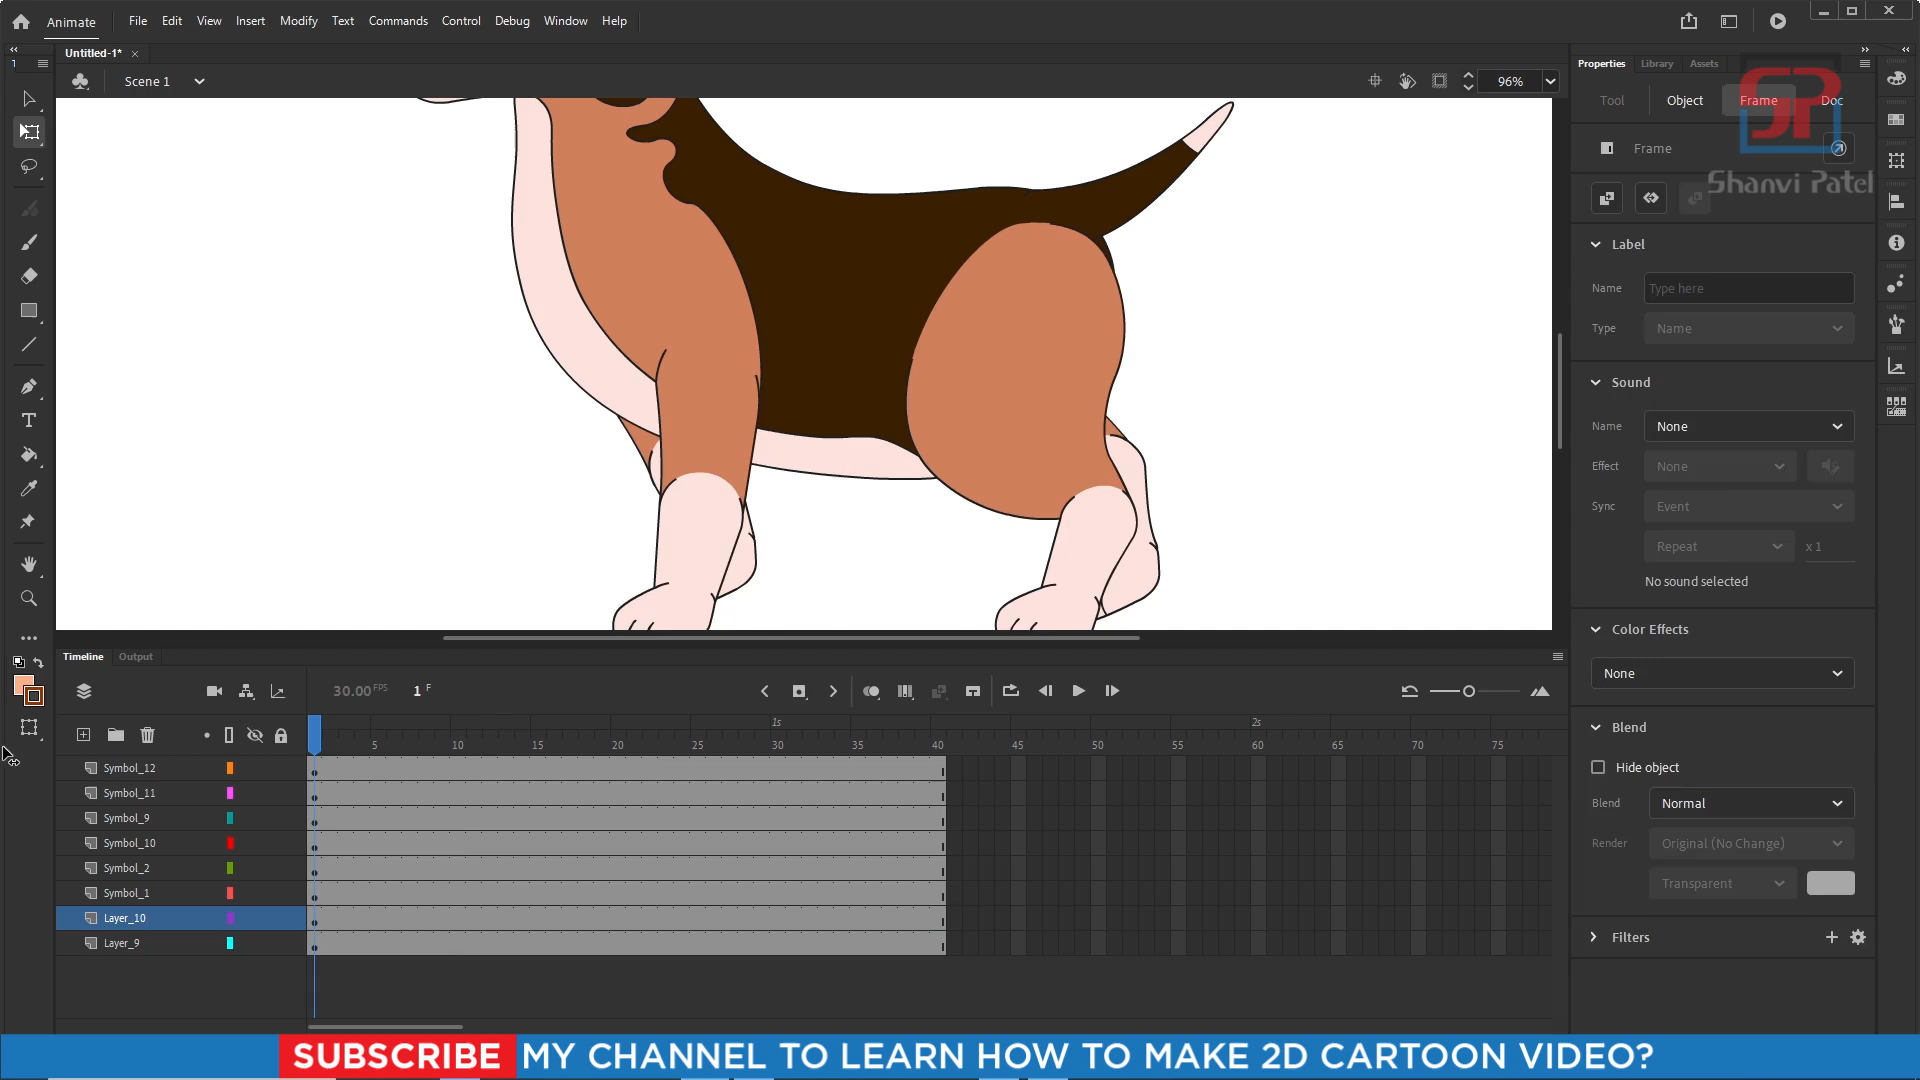 Animate File Edit View Insert Modify Text Commands Control Debug Window Help
Untitled-1*
Scene 1
96%
Properties Library Assets
Tool Object Frame Doc
SP
Frame
Shanvi Patel
Label
Name Type here
Type Name
Sound
Name None
Effect None
Sync Event
Repeat x 1
No sound selected
Color Effects
None
Blend
Hide object
Blend Normal
Render Original (No Change)
Transparent
Filters
Timeline Output
30.00 FPS 1 F
1s 2s
5 10 15 20 25 30 35 40 45 50 55 60 65 70 75
Symbol_12
Symbol_11
Symbol_9
Symbol_10
Symbol_2
Symbol_1
Layer_10
Layer_9
SUBSCRIBE MY CHANNEL TO LEARN HOW TO MAKE 2D CARTOON VIDEO?